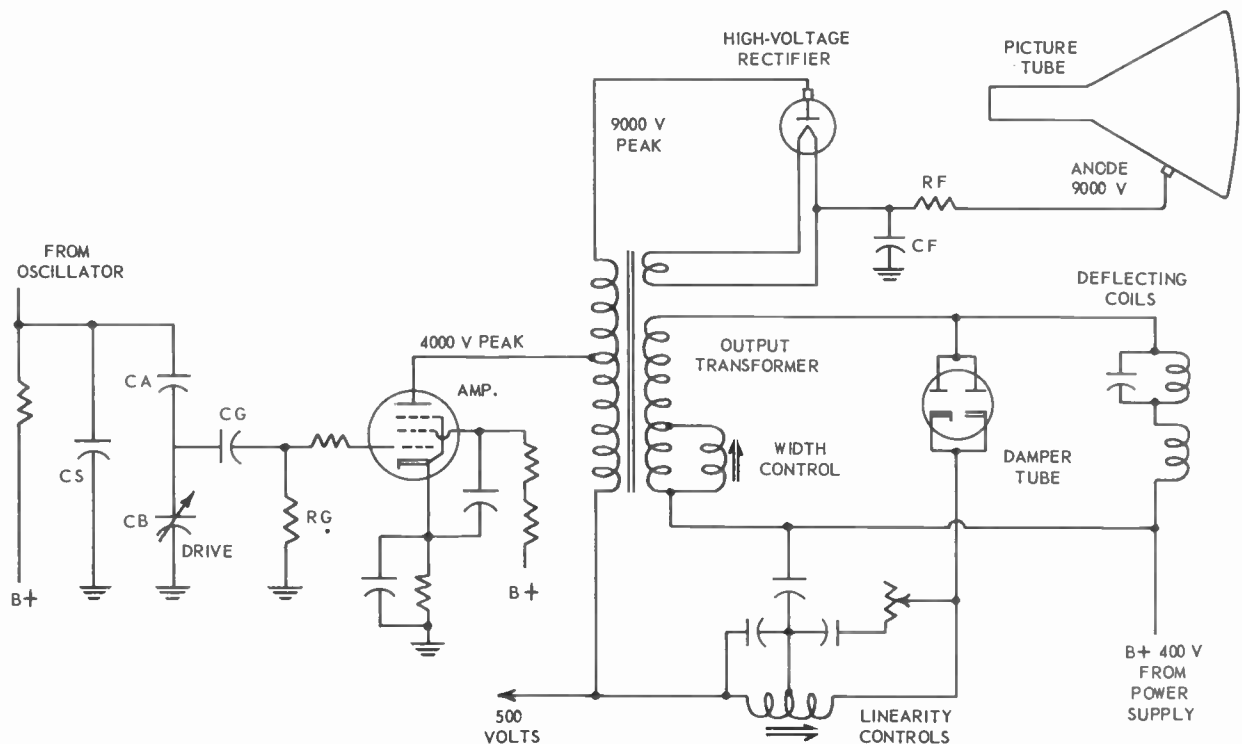 HIGH-VOLTAGE
RECTIFIER
PICTURE
TUBE
9000 V
PEAK
ANODE
9000 V
RF
CF
FROM
OSCILLATOR
DEFLECTING
COILS
4000 V PEAK
OUTPUT
TRANSFORMER
CA
AMP.
CG
WIDTH
CONTROL
DAMPER
TUBE
CS
CB
RG
DRIVE
B+
B+
B+ 400 V
FROM
POWER
SUPPLY
500
VOLTS
LINEARITY
CONTROLS